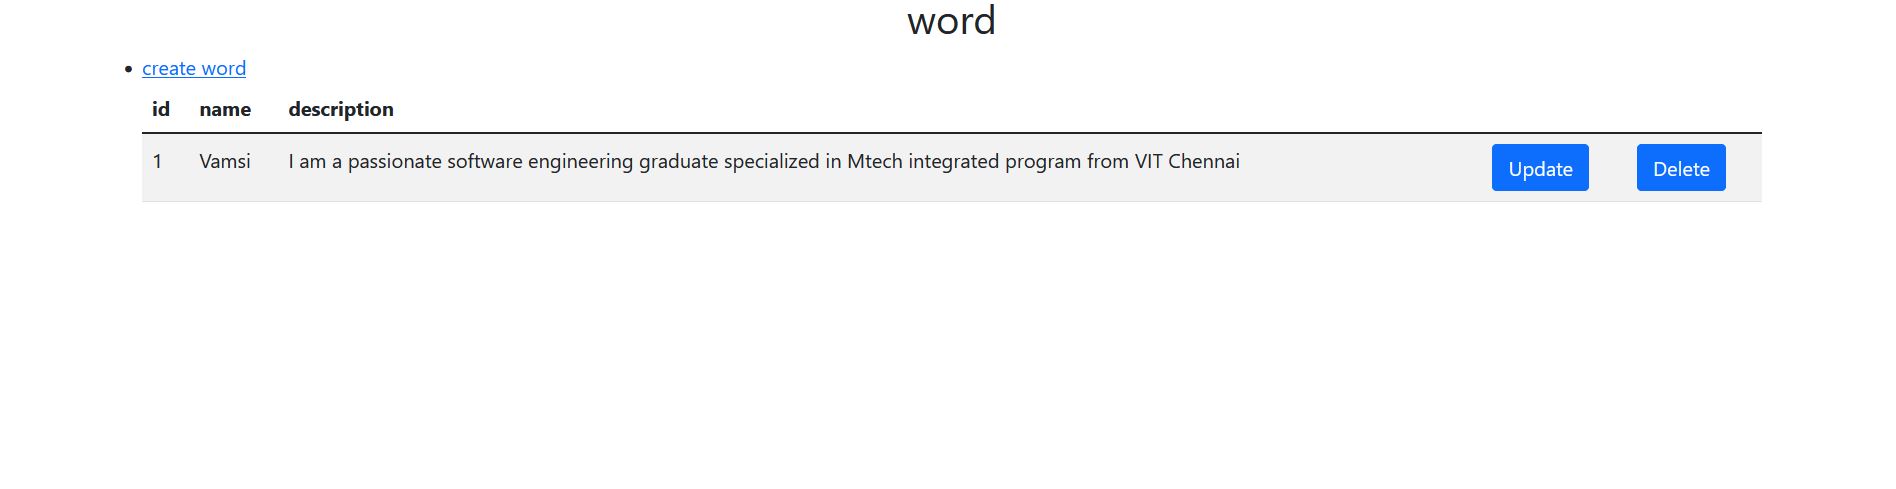 word
create word
id name description
1 Vamsi I am a passionate software engineering graduate specialized in Mtech integrated program from VIT Chennai Update Delete